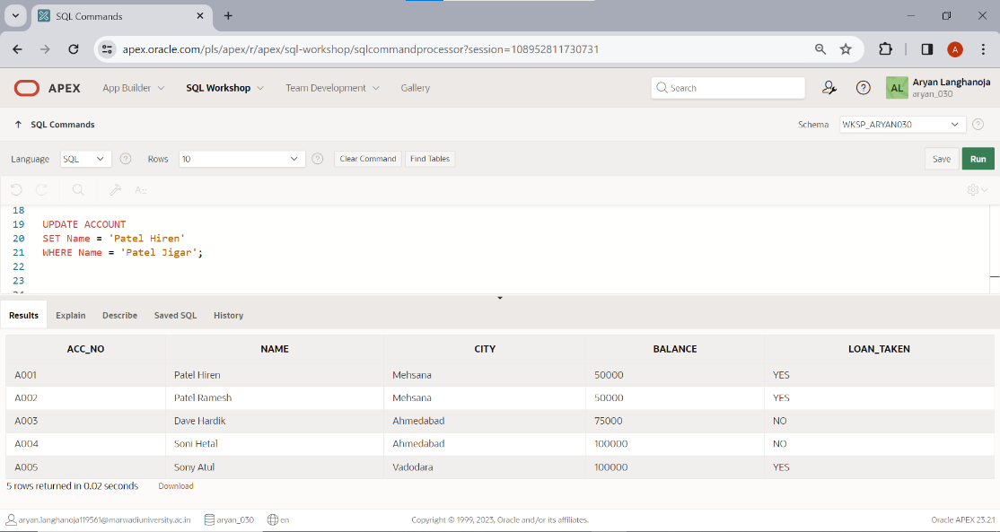 SQL Commands
apex.oracle.com/pls/apex/r/apex/sql-workshop/sqlcommandprocessor?session=108952811730731
A
APEX App Builder SQL Workshop Team Development Gallery Search AL Aryan Langhanoja
aryan_030
SQL Commands Schema WKSP_ARYAN030
Language SQL Rows 10 Clear Command Find Tables Save Run
18
19 UPDATE ACCOUNT
20 SET Name = 'Patel Hiren'
21 WHERE Name = 'Patel Jigar';
22
23
Results Explain Describe Saved SQL History
ACC_NO NAME CITY BALANCE LOAN_TAKEN
A001 Patel Hiren Mehsana 50000 YES
A002 Patel Ramesh Mehsana 50000 YES
A003 Dave Hardik Ahmedabad 75000 NO
A004 Soni Hetal Ahmedabad 100000 NO
A005 Sony Atul Vadodara 100000 YES
5 rows returned in 0.02 seconds Download
aryan.langhanoja119561@marwadiuniversity.ac.in aryan_030 en Copyright © 1999, 2023, Oracle and/or its affiliates. Oracle APEX 23.2.1